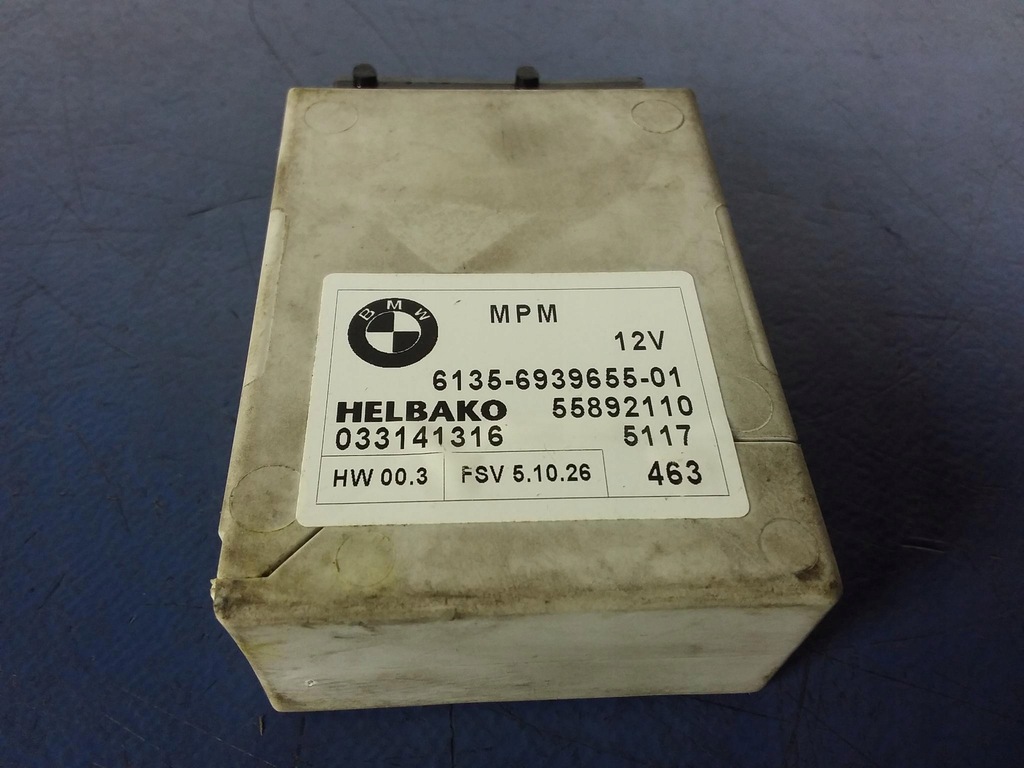 BMW
MPM
12V
6135-6939655-01
HELBAKO 55892110
033141316 5117
HW 00.3 FSV 5.10.26 463